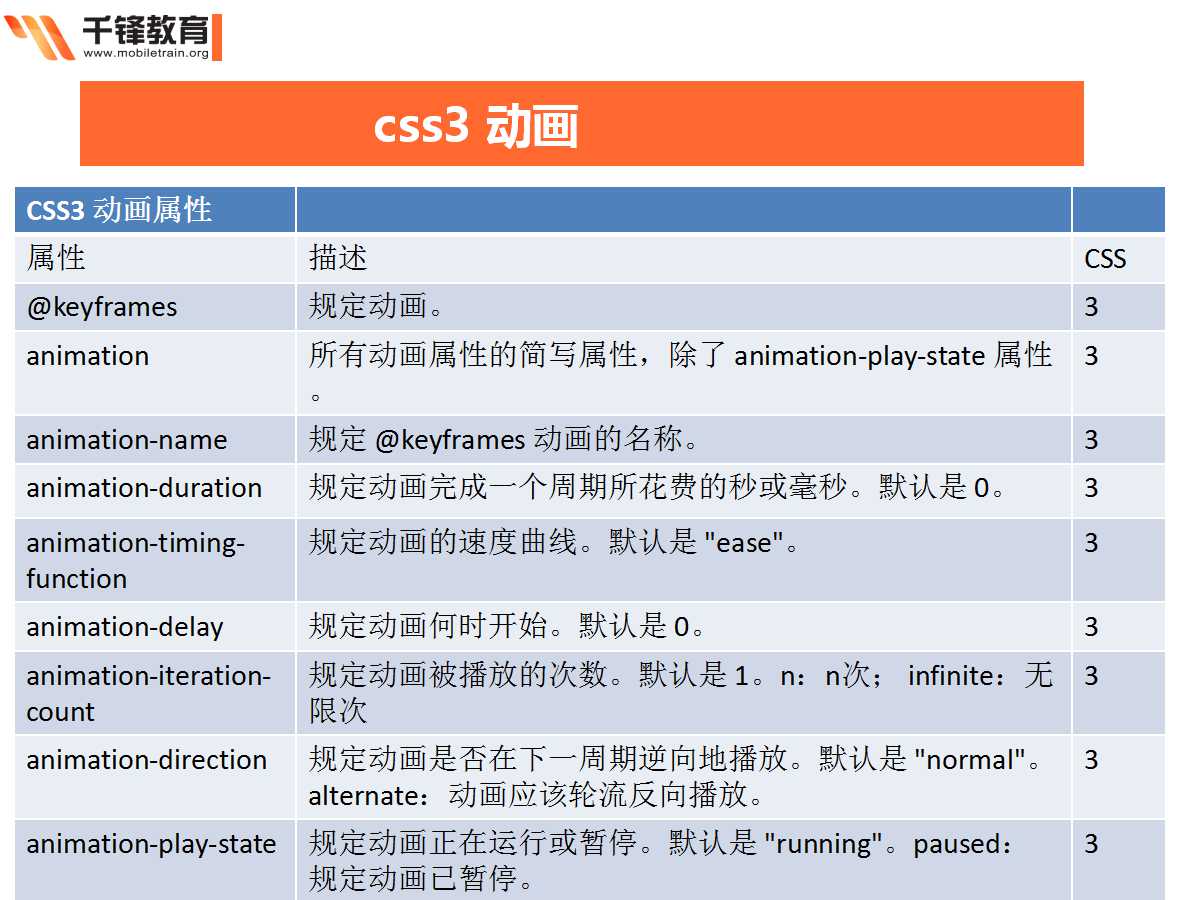 千锋教育
www.mobiletrain.org
css3 动画
CSS3 动画属性
属性 描述 CSS
@keyframes 规定动画。 3
animation 所有动画属性的简写属性，除了 animation-play-state 属性 3
。
animation-name 规定 @keyframes 动画的名称。 3
animation-duration 规定动画完成一个周期所花费的秒或毫秒。默认是 0。 3
animation-timing- 规定动画的速度曲线。默认是 "ease"。 3
function
animation-delay 规定动画何时开始。默认是 0。 3
animation-iteration- 规定动画被播放的次数。默认是 1。n：n次； infinite：无 3
count 限次
animation-direction 规定动画是否在下一周期逆向地播放。默认是 "normal"。 3
alternate：动画应该轮流反向播放。
animation-play-state 规定动画正在运行或暂停。默认是 "running"。paused： 3
规定动画已暂停。